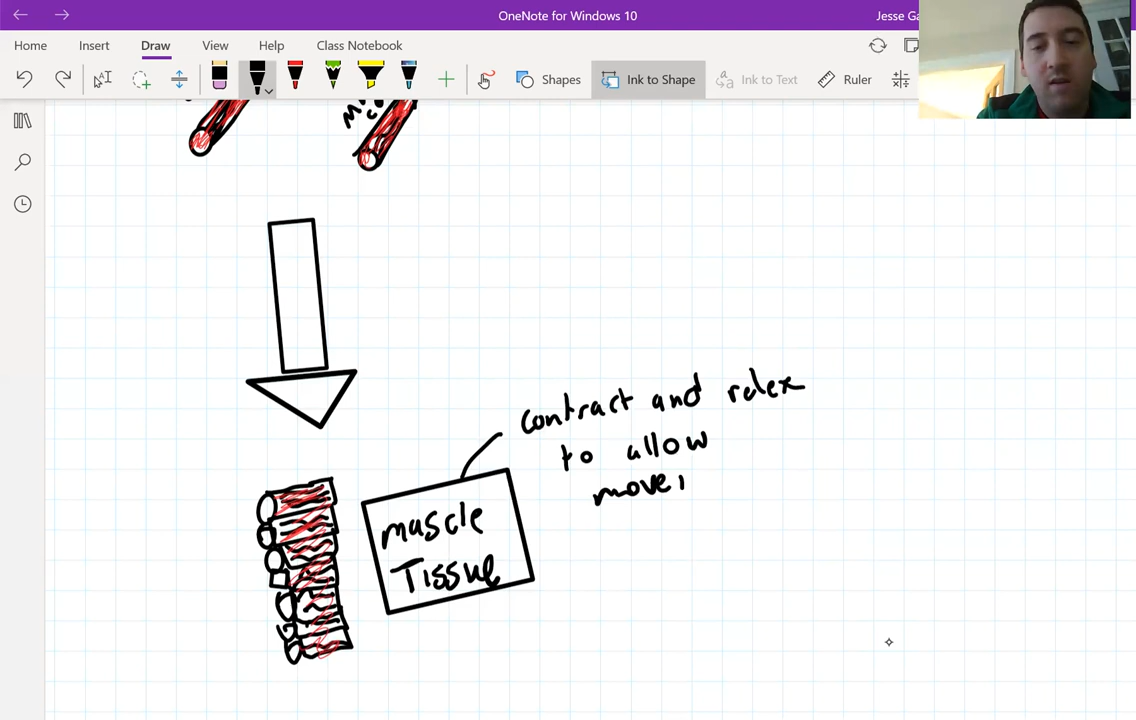 OneNote for Windows 10
Jesse Ga
Home Insert Draw View Help Class Notebook
Shapes Ink to Shape Ink to Text Ruler
contract and relax
to allow
muscle
Tissue